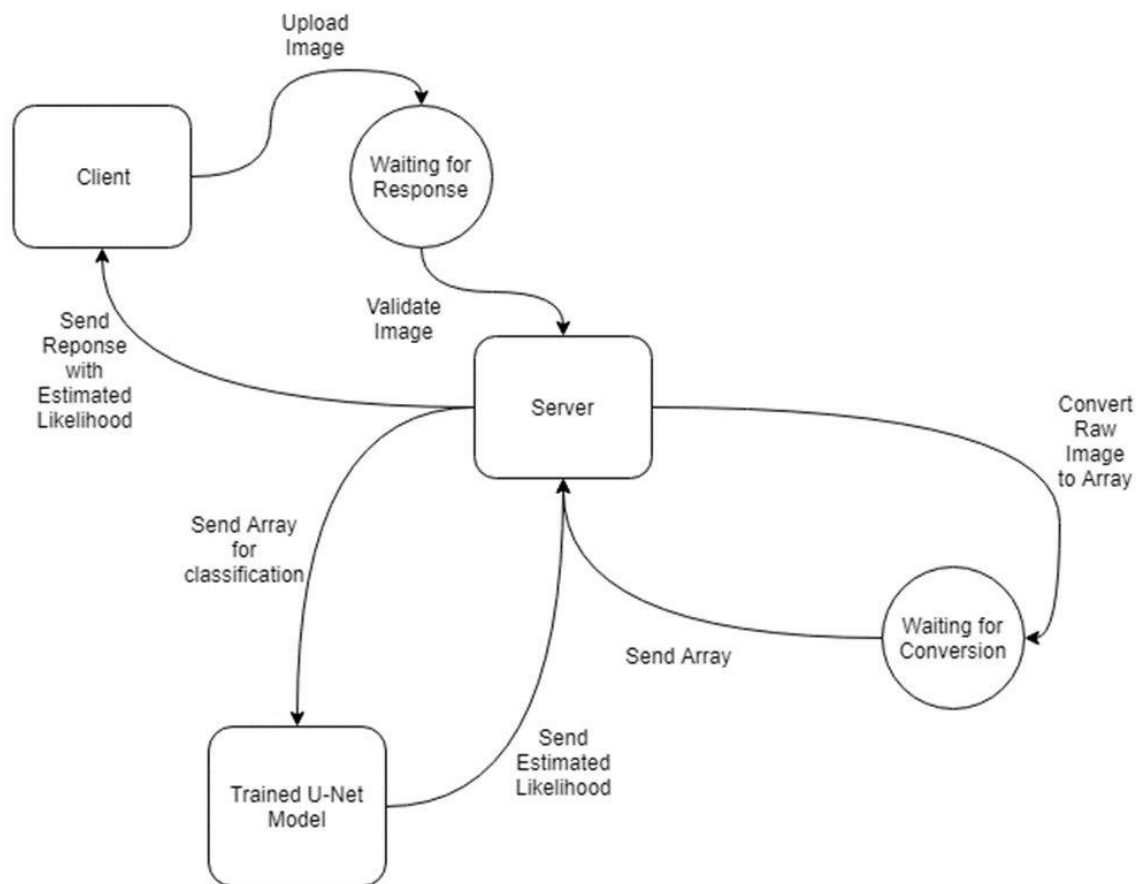 Upload
Image
Client
Waiting for
Response
Validate
Image
Send
Reponse
with
Estimated
Likelihood
Server
Convert
Raw
Image
to Array
Send Array
for
classification
Waiting for
Conversion
Send Array
Send
Estimated
Likelihood
Trained U-Net
Model